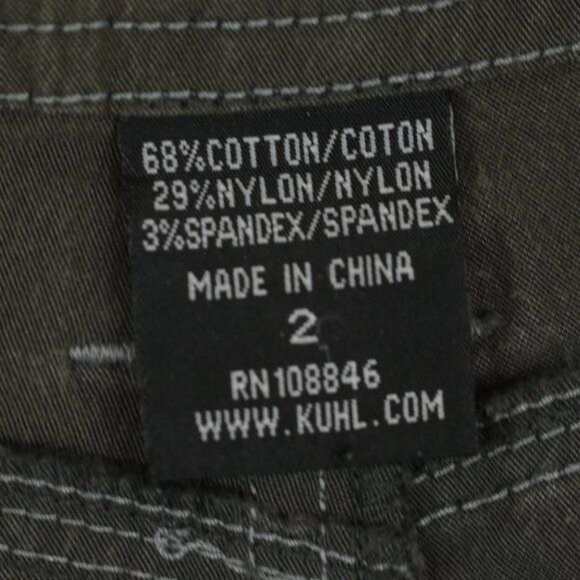 68%COTTON/COTON
29%NYLON/NYLON
3%SPANDEX/SPANDEX
MADE IN CHINA
2
RN108846
WWW.KUHL.COM